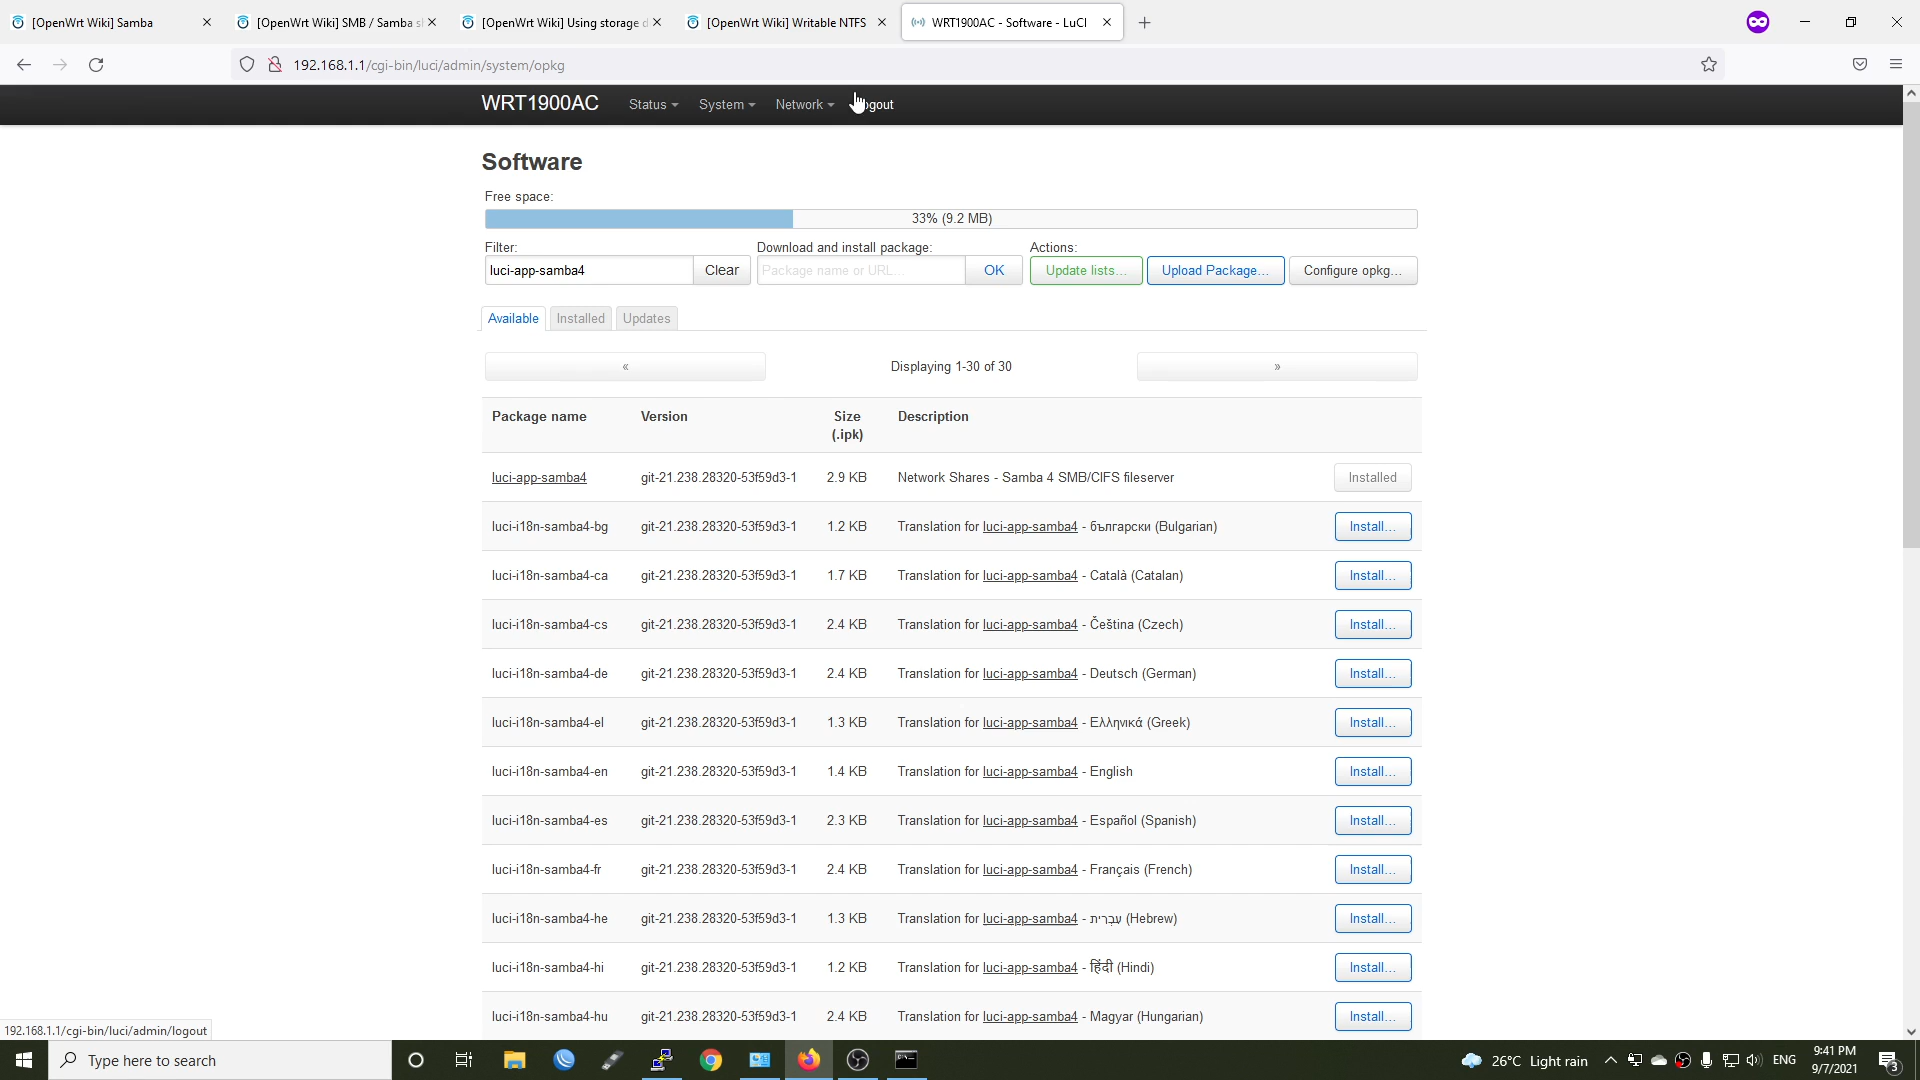 [OpenWrt Wiki] Samba
[OpenWrt Wiki] SMB / Samba s
[OpenWrt Wiki] Using storage d
[OpenWrt Wiki] Writable NTFS
WRT1900AC - Software - LuCI
192.168.1.1/cgi-bin/luci/admin/system/opkg
WRT1900AC Status System Network ogout
Software
Free space:
33% (9.2 MB)
Filter: Download and install package: Actions:
luci-app-samba4 Clear Package name or URL... OK Update lists... Upload Package... Configure opkg...
Available Installed Updates
« Displaying 1-30 of 30 »
Package name Version Size Description
(.ipk)
luci-app-samba4 git-21.238.28320-53f59d3-1 2.9 KB Network Shares - Samba 4 SMB/CIFS fileserver Installed
luci-i18n-samba4-bg git-21.238.28320-53f59d3-1 1.2 KB Translation for luci-app-samba4 - български (Bulgarian) Install...
luci-i18n-samba4-ca git-21.238.28320-53f59d3-1 1.7 KB Translation for luci-app-samba4 - Català (Catalan) Install...
luci-i18n-samba4-cs git-21.238.28320-53f59d3-1 2.4 KB Translation for luci-app-samba4 - Čeština (Czech) Install...
luci-i18n-samba4-de git-21.238.28320-53f59d3-1 2.4 KB Translation for luci-app-samba4 - Deutsch (German) Install...
luci-i18n-samba4-el git-21.238.28320-53f59d3-1 1.3 KB Translation for luci-app-samba4 - Ελληνικά (Greek) Install...
luci-i18n-samba4-en git-21.238.28320-53f59d3-1 1.4 KB Translation for luci-app-samba4 - English Install...
luci-i18n-samba4-es git-21.238.28320-53f59d3-1 2.3 KB Translation for luci-app-samba4 - Español (Spanish) Install...
luci-i18n-samba4-fr git-21.238.28320-53f59d3-1 2.4 KB Translation for luci-app-samba4 - Français (French) Install...
luci-i18n-samba4-he git-21.238.28320-53f59d3-1 1.3 KB Translation for luci-app-samba4 - עִבְרִית (Hebrew) Install...
luci-i18n-samba4-hi git-21.238.28320-53f59d3-1 1.2 KB Translation for luci-app-samba4 - हिंदी (Hindi) Install...
luci-i18n-samba4-hu git-21.238.28320-53f59d3-1 2.4 KB Translation for luci-app-samba4 - Magyar (Hungarian) Install...
192.168.1.1/cgi-bin/luci/admin/logout
Type here to search
26°C Light rain
ENG
9:41 PM
9/7/2021
3